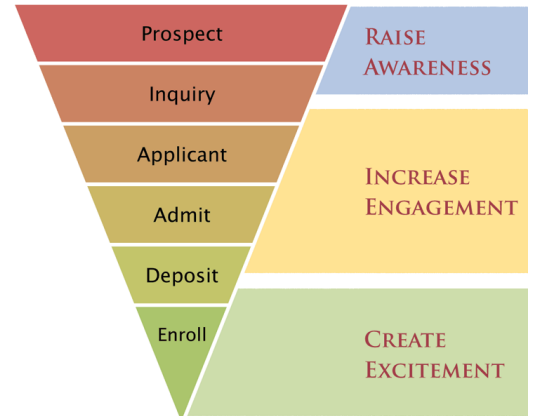 Prospect
Inquiry
Applicant
Admit
Deposit
Enroll
RAISE
AWARENESS
INCREASE
ENGAGEMENT
CREATE
EXCITEMENT